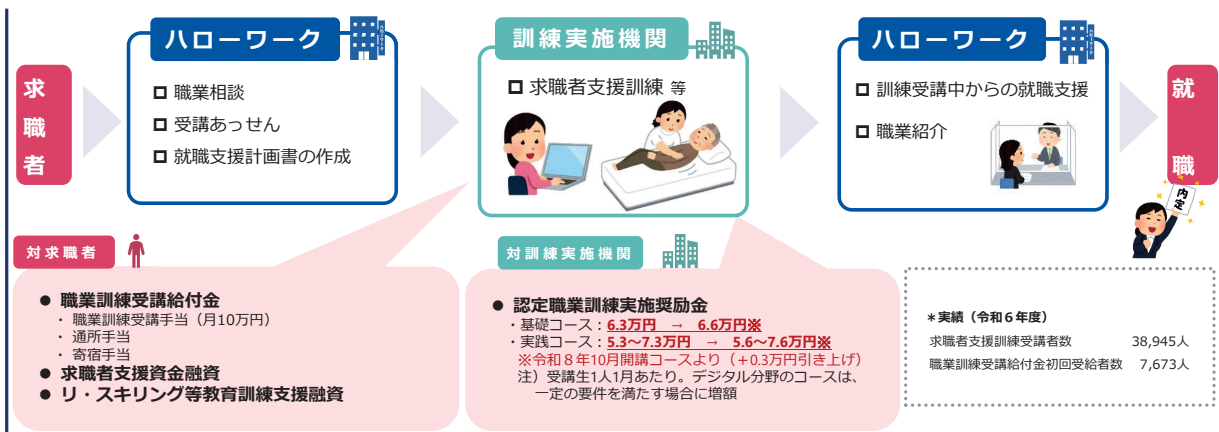 求職者
ハローワーク
職業相談
受講あっせん
就職支援計画書の作成
訓練実施機関
求職者支援訓練 等
ハローワーク
訓練受講中からの就職支援
職業紹介
就職
内定
対求職者
● 職業訓練受講給付金
・ 職業訓練受講手当（月10万円）
・ 通所手当
・ 寄宿手当
● 求職者支援資金融資
● リ・スキリング等教育訓練支援融資
対訓練実施機関
● 認定職業訓練実施奨励金
・基礎コース：6.3万円 → 6.6万円※
・実践コース：5.3～7.3万円 → 5.6～7.6万円※
※令和８年10月開講コースより（＋0.3万円引き上げ）
注）受講生1人1月あたり。デジタル分野のコースは、
一定の要件を満たす場合に増額
＊実績（令和６年度）
求職者支援訓練受講者数 38,945人
職業訓練受講給付金初回受給者数 7,673人